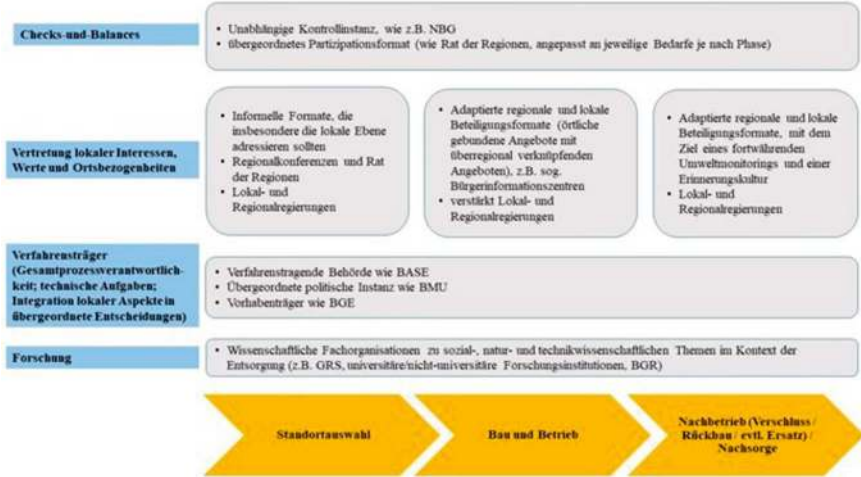 Checks-und-Balances
• Unabhängige Kontrollinstanz, wie z.B. NBG
• übergeordnetes Partizipationsformat (wie Rat der Regionen, angepasst an jeweilige Bedarfe je nach Phase)
Vertretung lokaler Interessen,
Werte und Ortsbezogenheiten
• Informelle Formate, die
insbesondere die lokale Ebene
adressieren sollten
• Regionalkonferenzen und Rat
der Regionen
• Lokal- und
Regionalregierungen
• Adaptierte regionale und lokale
Beteiligungsformate (örtliche
gebundene Angebote mit
überregional verknüpfenden
Angeboten), z.B. sog.
Bürgerinformationszentren
• verstärkt Lokal- und
Regionalregierungen
• Adaptierte regionale und lokale
Beteiligungsformate, mit dem
Ziel eines fortwährenden
Umweltmonitorings und einer
Erinnerungskultur
• Lokal- und
Regionalregierungen
Verfahrensträger
(Gesamtprozessverantwortlich-
keit; technische Aufgaben;
Integration lokaler Aspekte in
übergeordnete Entscheidungen)
• Verfahrenstragende Behörde wie BASE
• Übergeordnete politische Instanz wie BMU
• Vorhabenträger wie BGE
Forschung
• Wissenschaftliche Fachorganisationen zu sozial-, natur- und technikwissenschaftlichen Themen im Kontext der
Entsorgung (z.B. GRS, universitäre/nicht-universitäre Forschungsinstitutionen, BGR)
Standortauswahl
Bau und Betrieb
Nachbetrieb (Verschluss /
Rückbau / evtl. Ersatz) /
Nachsorge